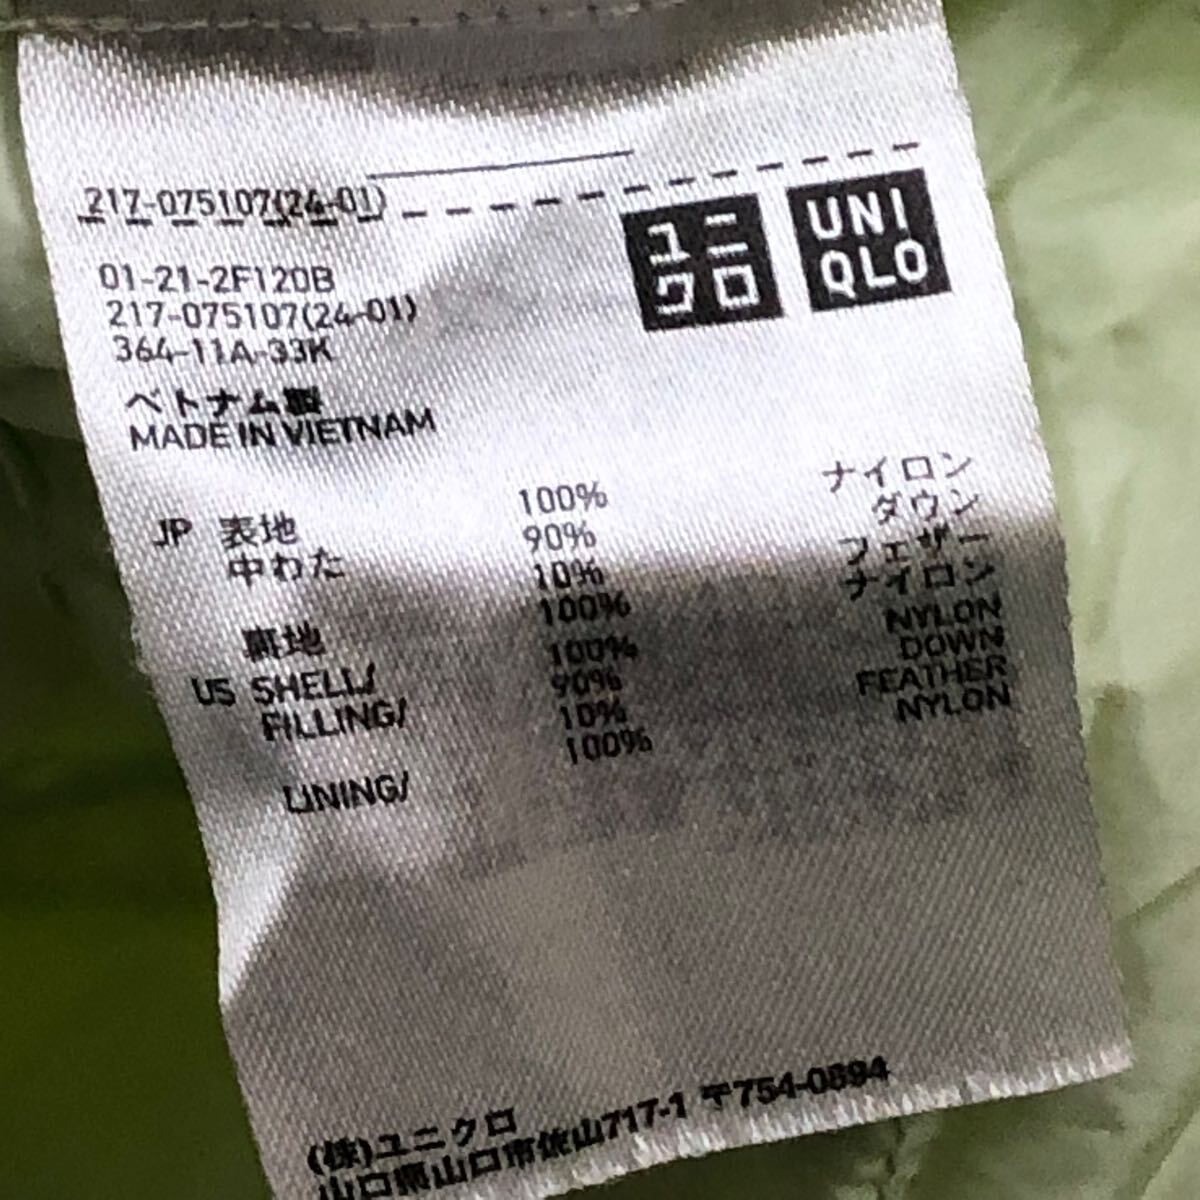 217-075107(24-01)
ユニクロ
UNIQLO
01-21-2F120B
217-075107(24-01)
364-11A-33K
ベトナム製
MADE IN VIETNAM
JP 表地 100% ナイロン
中わた 90% ダウン
10% フェザー
裏地 100% ナイロン
US SHELL/ 100% NYLON
FILLING/ 90% DOWN
10% FEATHER
LINING/ 100% NYLON
(株)ユニクロ
山口県山口市佐山717-1 〒754-0894